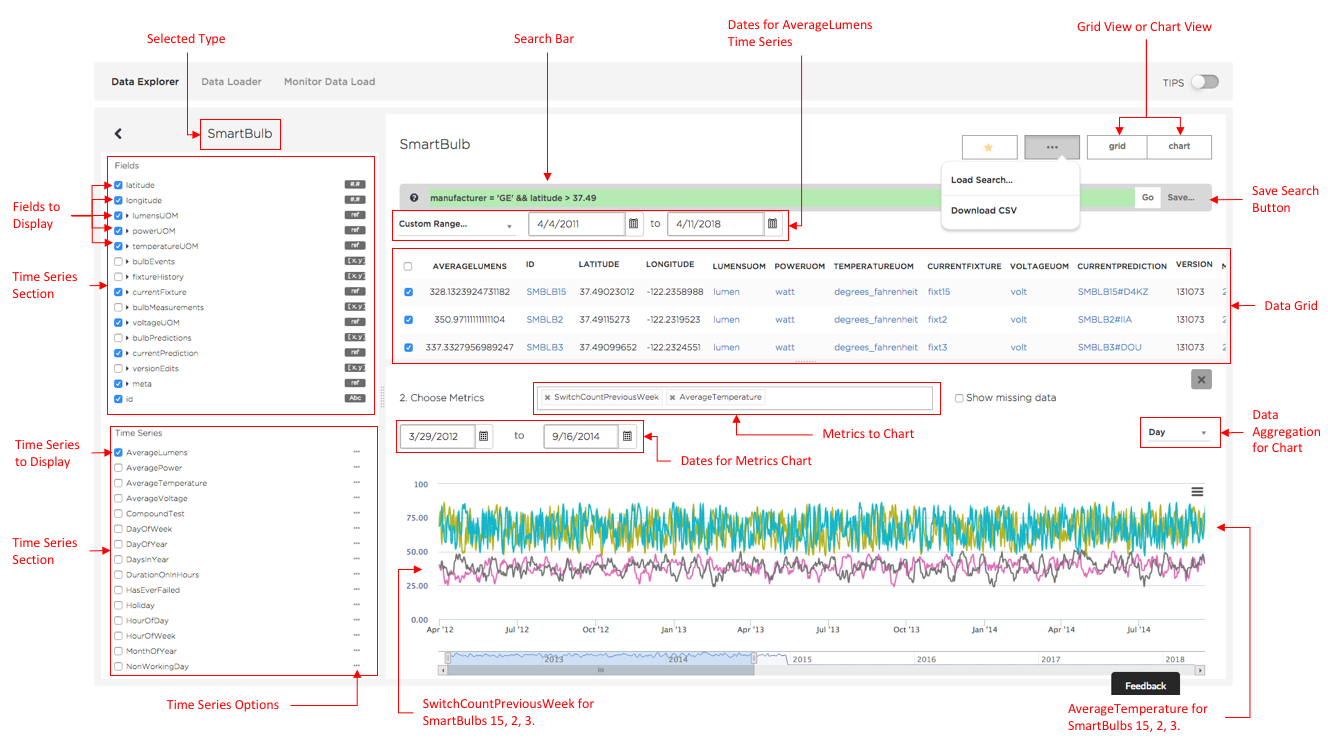 Dates for AverageLumens
Time Series
Selected Type
Search Bar
Grid View or Chart View
Data Explorer
Data Loader
Monitor Data Load
TIPS
SmartBulb
SmartBulb
grid
chart
Load Search...
Download CSV
manufacturer = 'GE' && latitude > 37.49
Go
Save...
Save Search
Button
Custom Range...
4/4/2011
to
4/11/2018
Fields
latitude
#.#
longitude
#.#
lumensUOM
ref
powerUOM
ref
temperatureUOM
ref
bulbEvents
[x, y]
fixtureHistory
[x, y]
currentFixture
ref
bulbMeasurements
[x, y]
voltageUOM
ref
bulbPredictions
[x, y]
currentPrediction
ref
versionEdits
[x, y]
meta
ref
id
Abc
Fields to
Display
Time Series
Section
AVERAGELUMENS ID LATITUDE LONGITUDE LUMENSUOM POWERUOM TEMPERATUREUOM CURRENTFIXTURE VOLTAGEUOM CURRENTPREDICTION VERSION
328.1323924731182 SMBLB15 37.49023012 -122.2358988 lumen watt degrees_fahrenheit fixt15 volt SMBLB15#D4KZ 131073 2
350.9771111111104 SMBLB2 37.49115273 -122.2319523 lumen watt degrees_fahrenheit fixt2 volt SMBLB2#IIA 131073 2
337.3327956989247 SMBLB3 37.49099652 -122.2324551 lumen watt degrees_fahrenheit fixt3 volt SMBLB3#DOU 131073 2
Data Grid
2. Choose Metrics
SwitchCountPreviousWeek
AverageTemperature
Show missing data
3/29/2012
to
9/16/2014
Metrics to Chart
Dates for Metrics Chart
Day
Data
Aggregation
for Chart
Time Series
AverageLumens
AveragePower
AverageTemperature
AverageVoltage
CompoundTest
DayOfWeek
DayOfYear
DaysInYear
DurationOnInHours
HasEverFailed
Holiday
HourOfDay
HourOfWeek
MonthOfYear
NonWorkingDay
Time Series
to Display
Time Series
Section
Time Series Options
100
75.00
50.00
25.00
0.00
Apr '12
Jul '12
Oct '12
Jan '13
Apr '13
Jul '13
Oct '13
Jan '14
Apr '14
Jul '14
2013
2014
2015
2016
2017
2018
Feedback
SwitchCountPreviousWeek for
SmartBulbs 15, 2, 3.
AverageTemperature for
SmartBulbs 15, 2, 3.